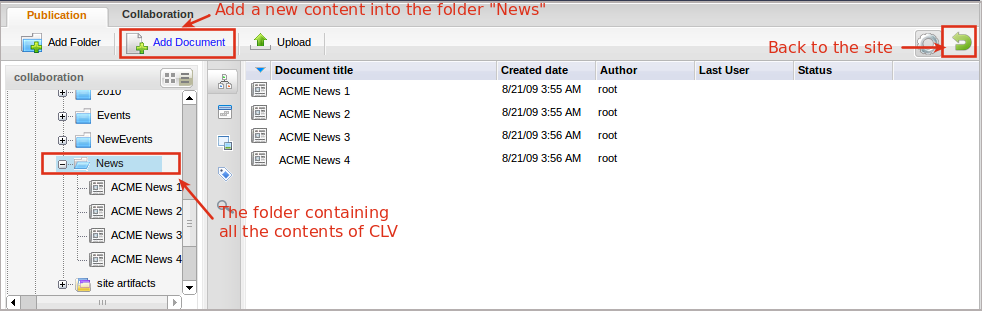 Publication
Collaboration
Add a new content into the folder "News"
Add Folder
Add Document
Upload
Back to the site
collaboration
2010
Events
NewEvents
News
ACME News 1
ACME News 2
ACME News 3
ACME News 4
site artifacts
Document title Created date Author Last User Status
ACME News 1 8/21/09 3:55 AM root
ACME News 2 8/21/09 3:55 AM root
ACME News 3 8/21/09 3:56 AM root
ACME News 4 8/21/09 3:56 AM root
The folder containing
all the contents of CLV